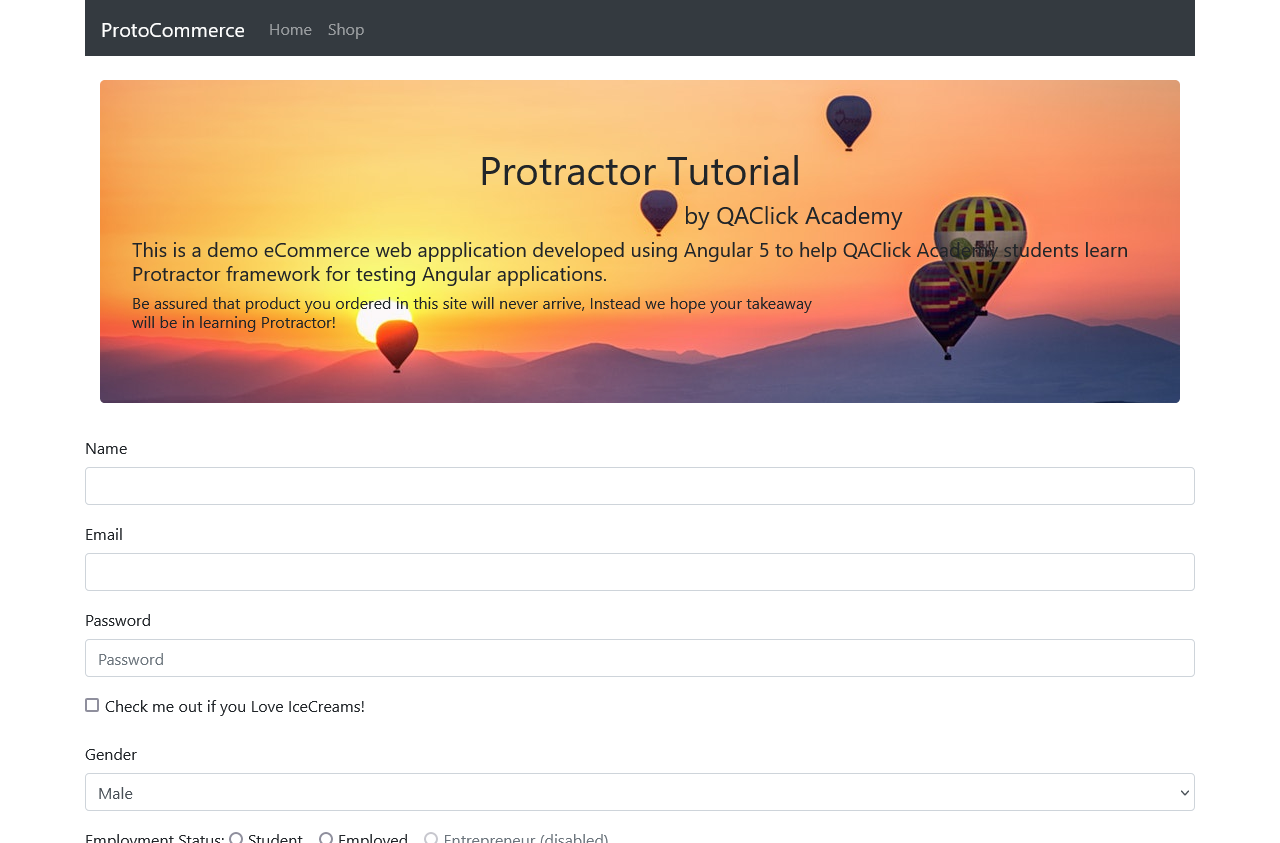 ProtoCommerce Home Shop
Protractor Tutorial
by QAClick Academy
This is a demo eCommerce web appplication developed using Angular 5 to help QAClick Academy students learn
Protractor framework for testing Angular applications.
Be assured that product you ordered in this site will never arrive, Instead we hope your takeaway
will be in learning Protractor!
Name
Email
Password
Password
Check me out if you Love IceCreams!
Gender
Male
Employment Status: Student Employed Entrepreneur (disabled)